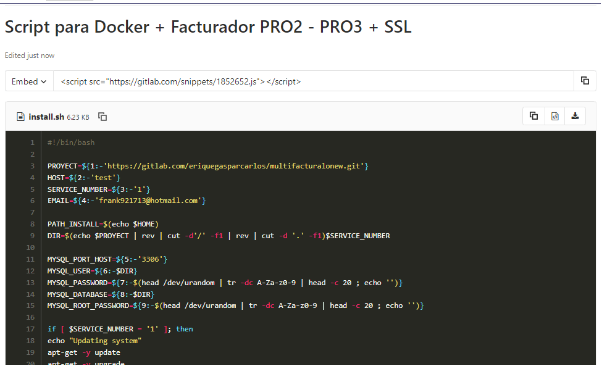 Script para Docker + Facturador PRO2 - PRO3 + SSL
Edited just now
Embed <script src="https://gitlab.com/snippets/1852652.js"></script>
install.sh 6.23 KB
1 #!/bin/bash
2
3 PROYECT=${1:-'https://gitlab.com/eriquegasparcarlos/multifacturalonew.git'}
4 HOST=${2:-'test'}
5 SERVICE_NUMBER=${3:-'1'}
6 EMAIL=${4:-'frank921713@hotmail.com'}
7
8 PATH_INSTALL=$(echo $HOME)
9 DIR=$(echo $PROYECT | rev | cut -d'/' -f1 | rev | cut -d '.' -f1)$SERVICE_NUMBER
10
11 MYSQL_PORT_HOST=${5:-'3306'}
12 MYSQL_USER=${6:-$DIR}
13 MYSQL_PASSWORD=${7:-$(head /dev/urandom | tr -dc A-Za-z0-9 | head -c 20 ; echo '')}
14 MYSQL_DATABASE=${8:-$DIR}
15 MYSQL_ROOT_PASSWORD=${9:-$(head /dev/urandom | tr -dc A-Za-z0-9 | head -c 20 ; echo '')}
16
17 if [ $SERVICE_NUMBER = '1' ]; then
18 echo "Updating system"
19 apt-get -y update
20 apt-get -y upgrade